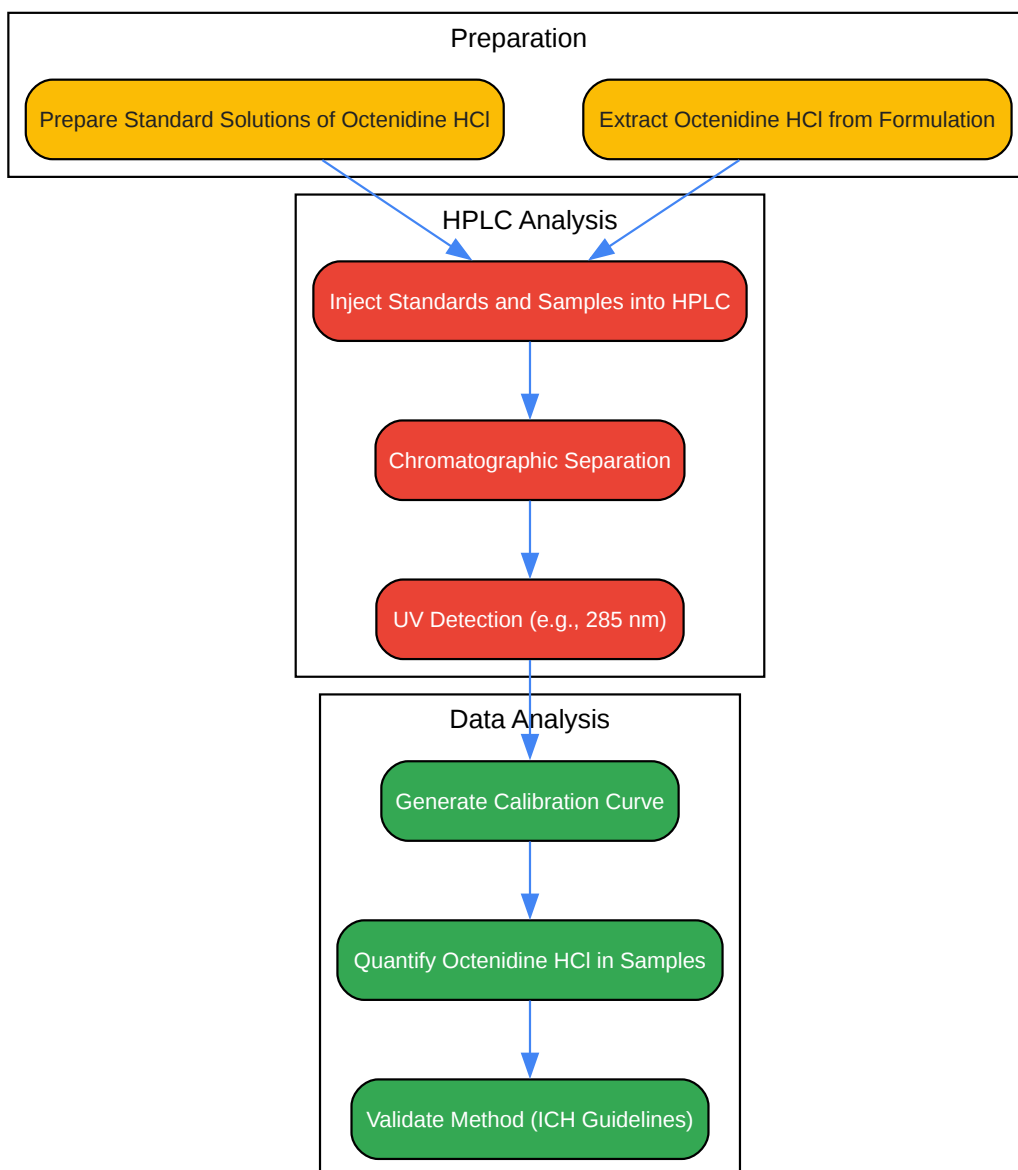 Preparation
Prepare Standard Solutions of Octenidine HCl
Extract Octenidine HCl from Formulation
HPLC Analysis
Inject Standards and Samples into HPLC
Chromatographic Separation
UV Detection (e.g., 285 nm)
Data Analysis
Generate Calibration Curve
Quantify Octenidine HCl in Samples
Validate Method (ICH Guidelines)